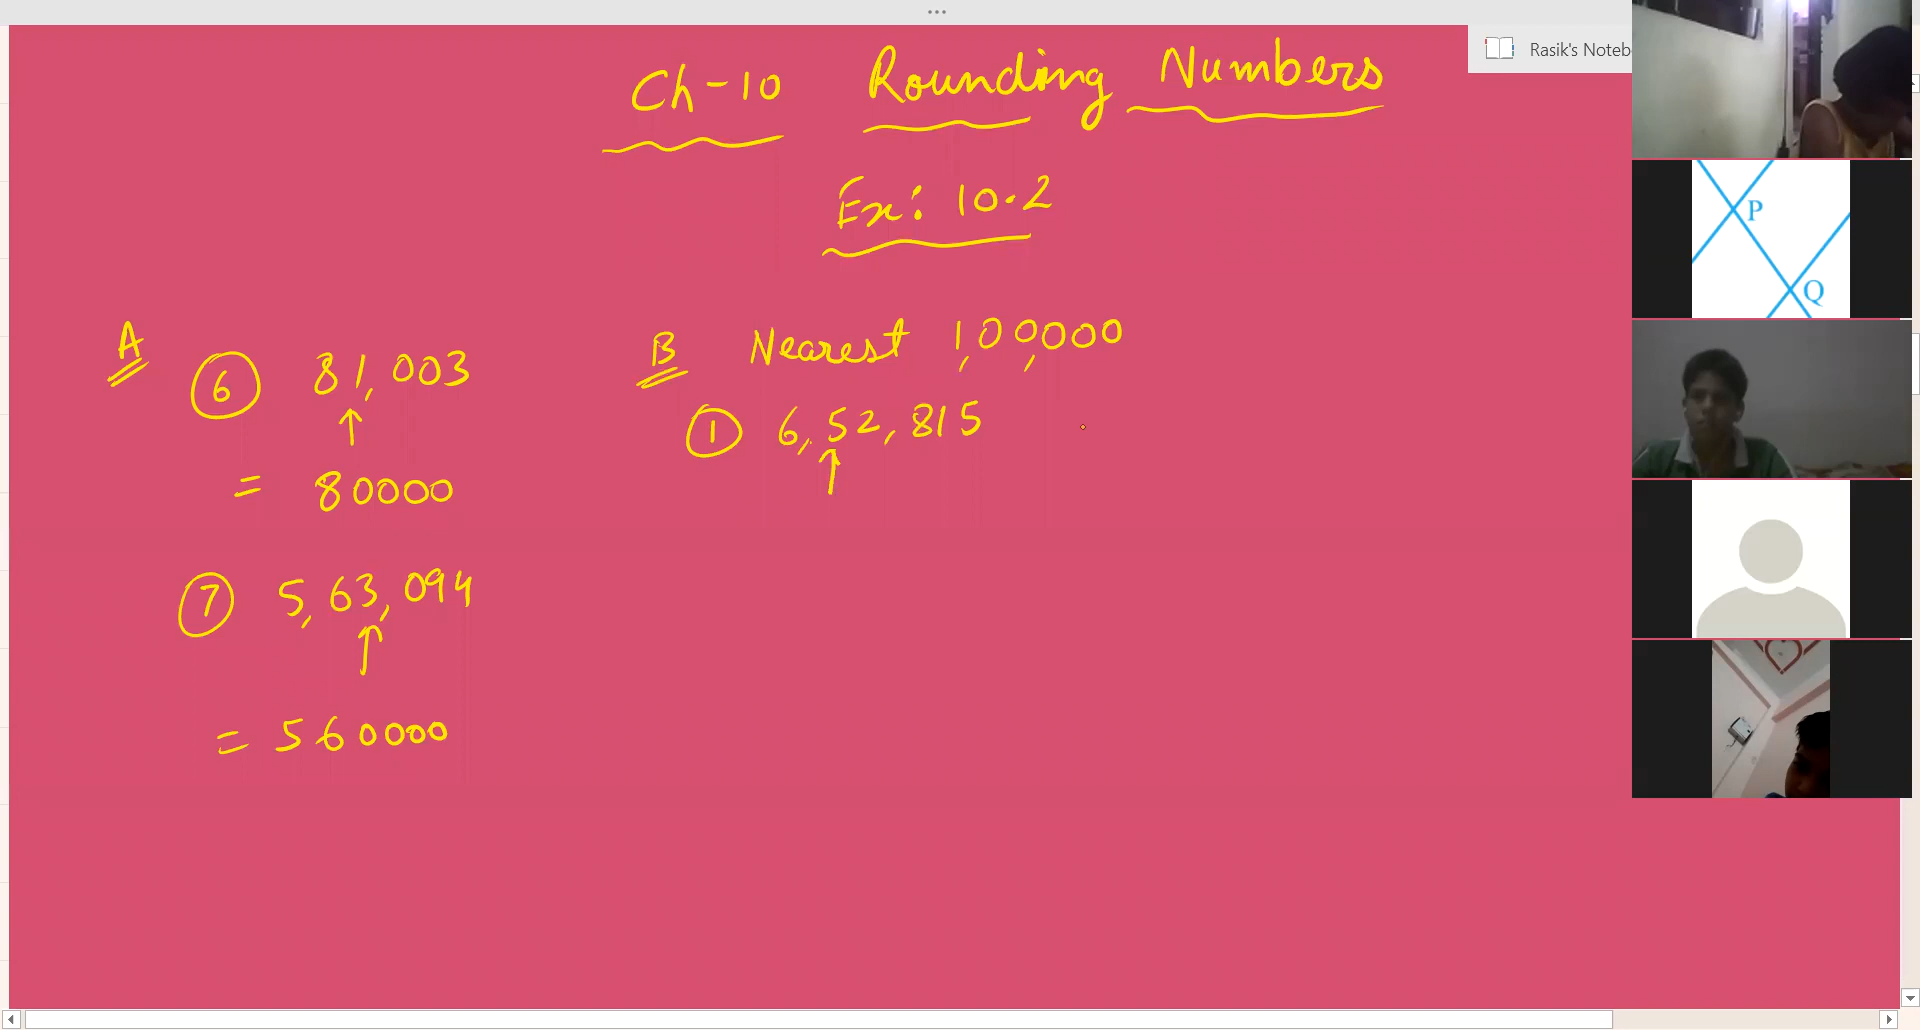 Ch-10 Rounding Numbers
Rasik's Notebo
Ex: 10.2
A
6 81,003
↑
= 80000
7 5,63,094
↑
= 560000
B Nearest 1,00,000
1 6,52,815
↑
P
Q